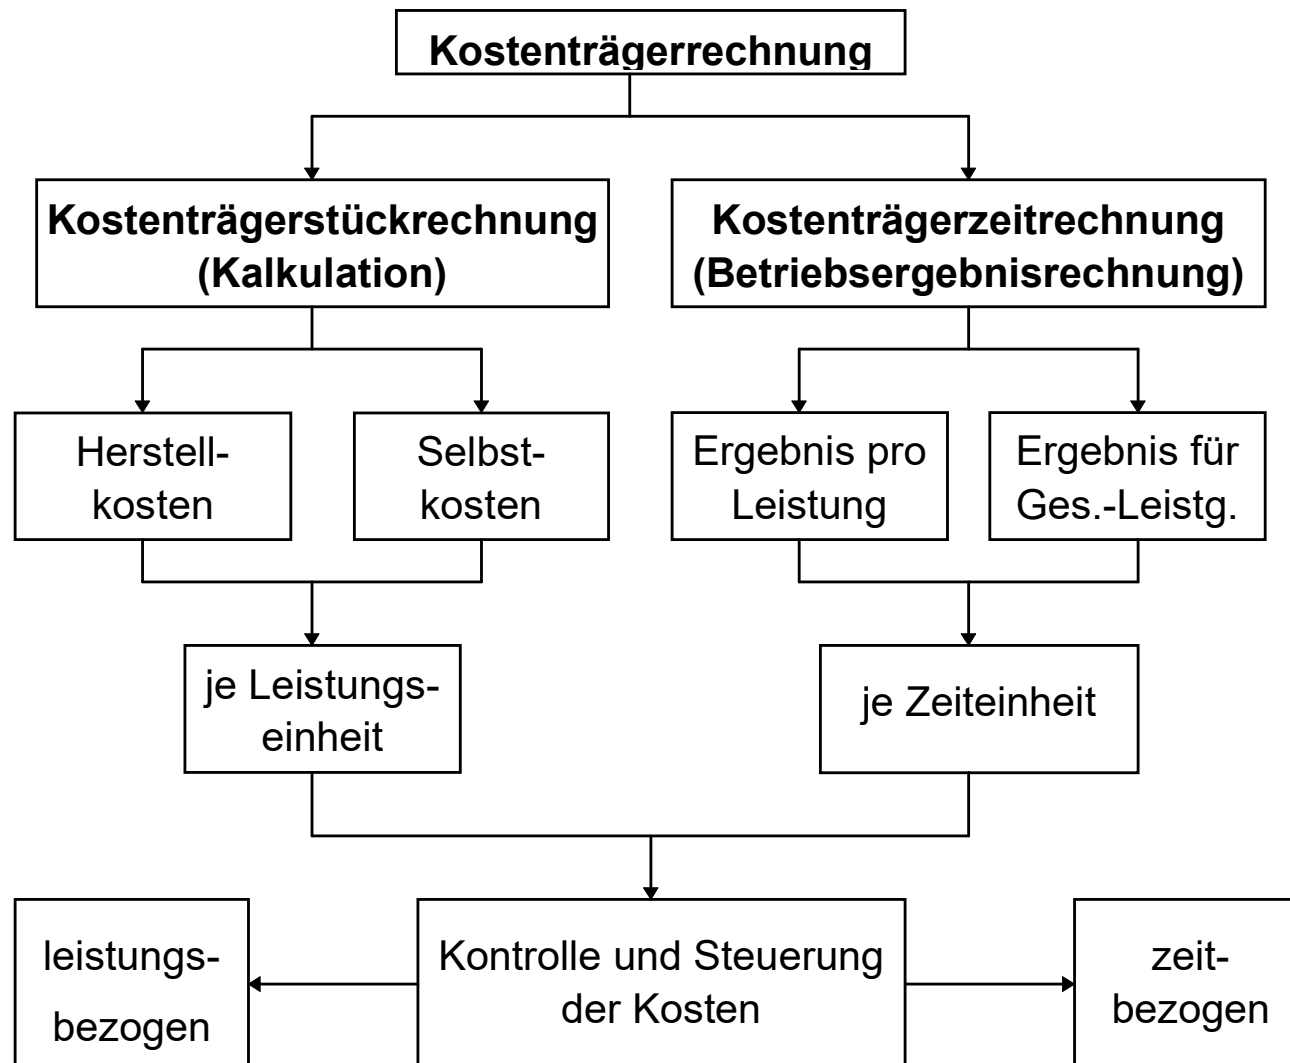 Kostenträgerrechnung
Kostenträgerstückrechnung
(Kalkulation)
Kostenträgerzeitrechnung
(Betriebsergebnisrechnung)
Herstell-
kosten
Selbst-
kosten
Ergebnis pro
Leistung
Ergebnis für
Ges.-Leistg.
je Leistungs-
einheit
je Zeiteinheit
leistungs-
bezogen
Kontrolle und Steuerung
der Kosten
zeit-
bezogen